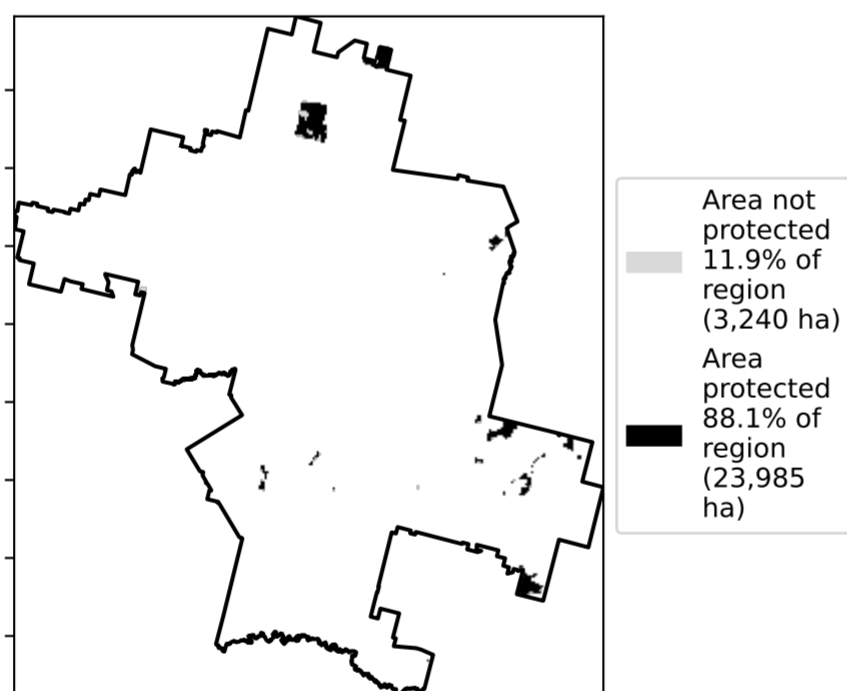 Area not
protected
11.9% of
region
(3,240 ha)
Area
protected
88.1% of
region
(23,985
ha)